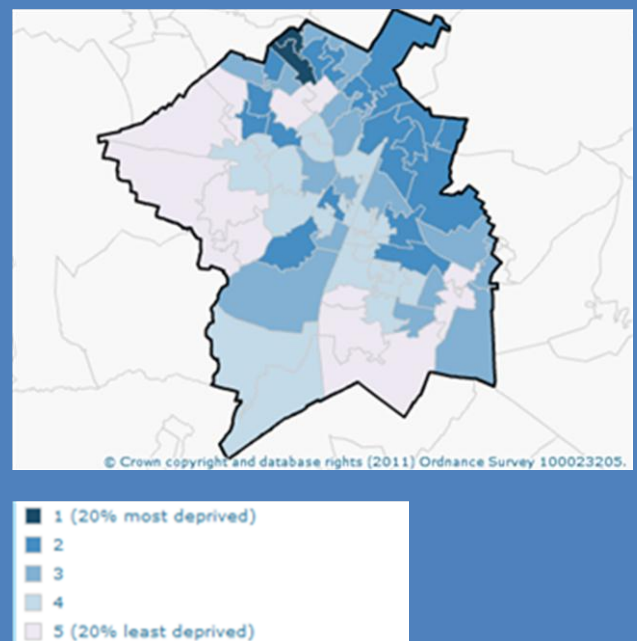 © Crown copyright and database rights (2011) Ordnance Survey 100023205.
1 (20% most deprived)
2
3
4
5 (20% least deprived)